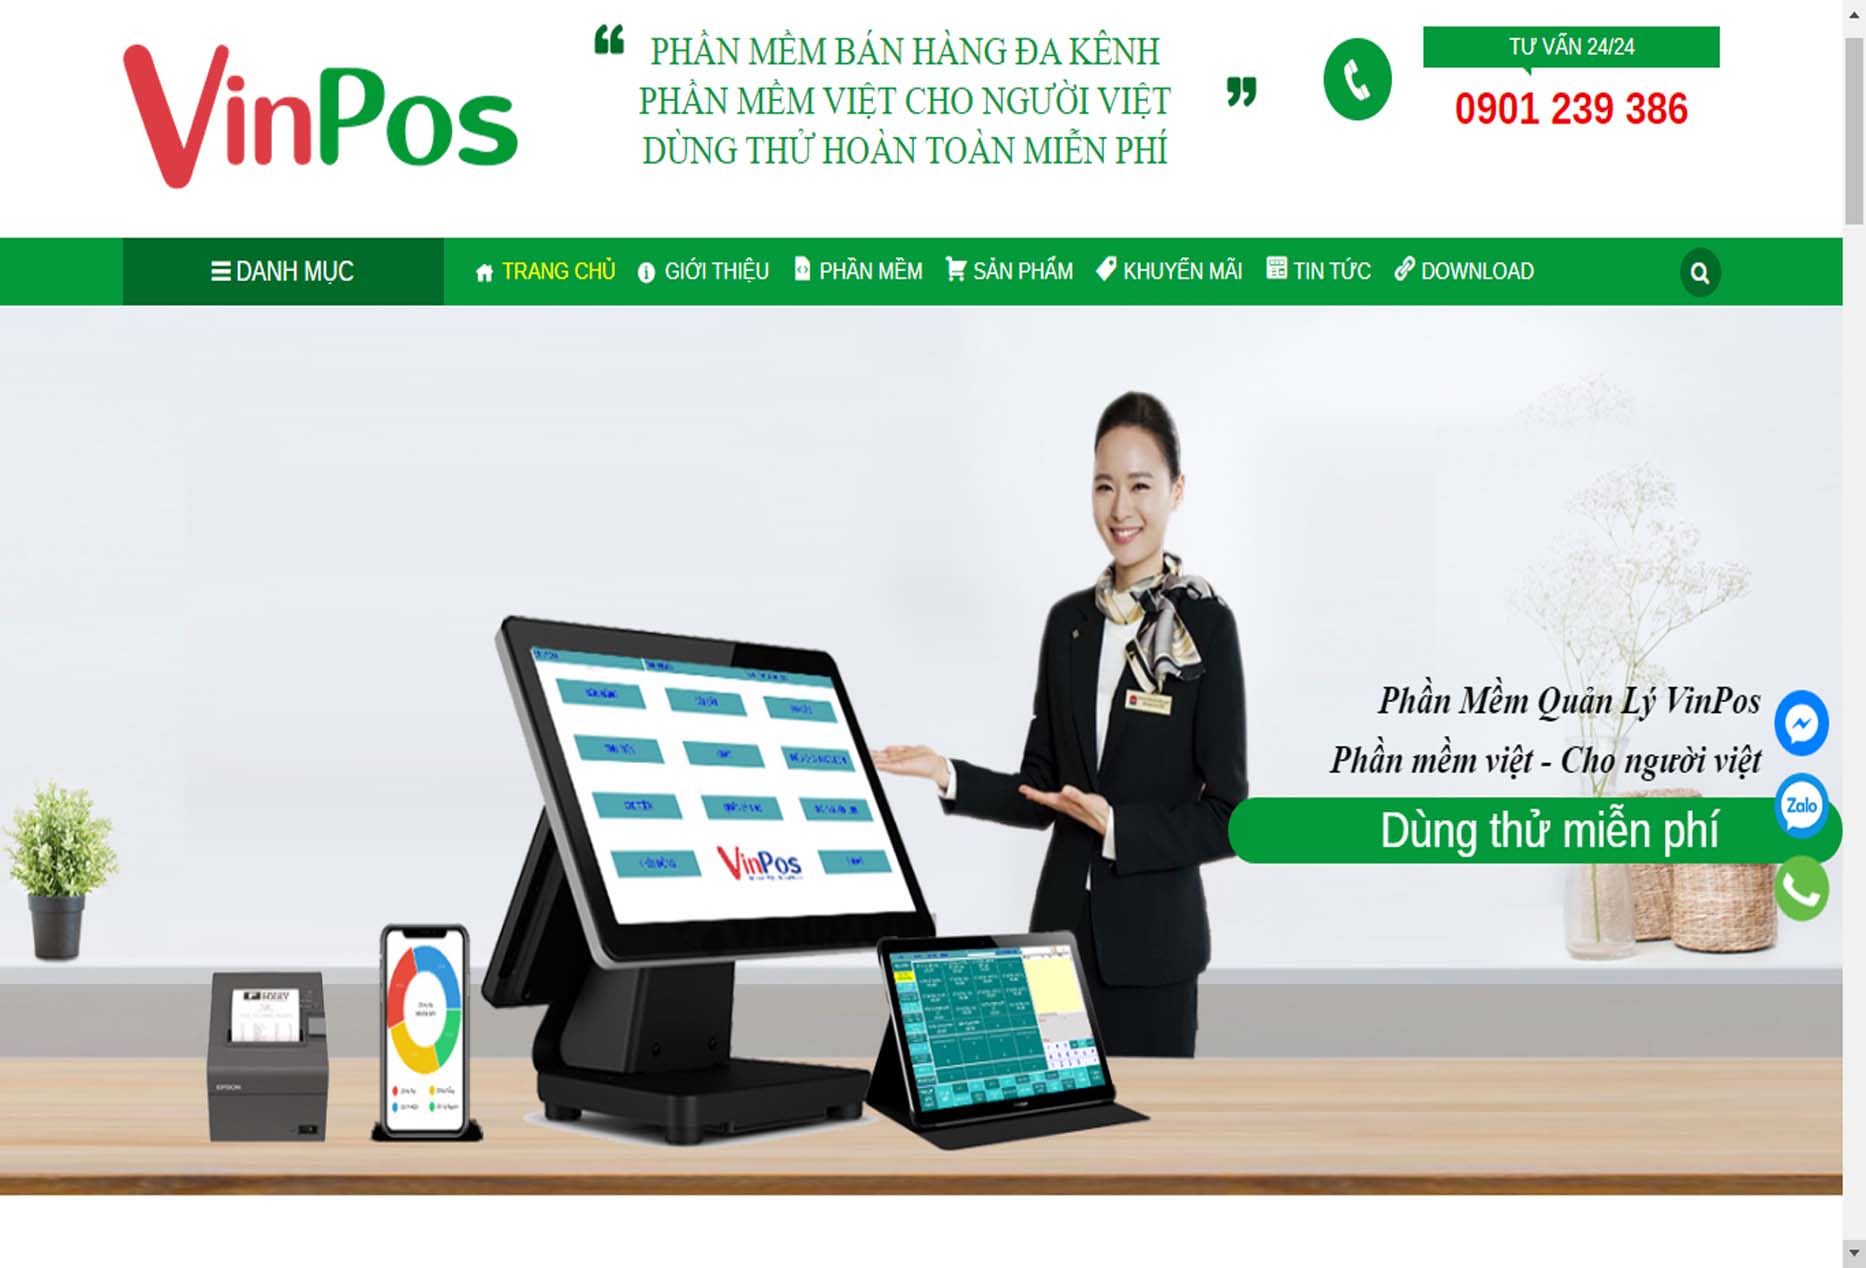 VinPos
PHẦN MỀM BÁN HÀNG ĐA KÊNH
PHẦN MỀM VIỆT CHO NGƯỜI VIỆT
DÙNG THỬ HOÀN TOÀN MIỄN PHÍ
TƯ VẤN 24/24
0901 239 386
DANH MỤC
TRANG CHỦ
GIỚI THIỆU
PHẦN MỀM
SẢN PHẨM
KHUYẾN MÃI
TIN TỨC
DOWNLOAD
Phần Mềm Quản Lý VinPos
Phần mềm việt - Cho người việt
Zalo
Dùng thử miễn phí
VinPos
EPSON